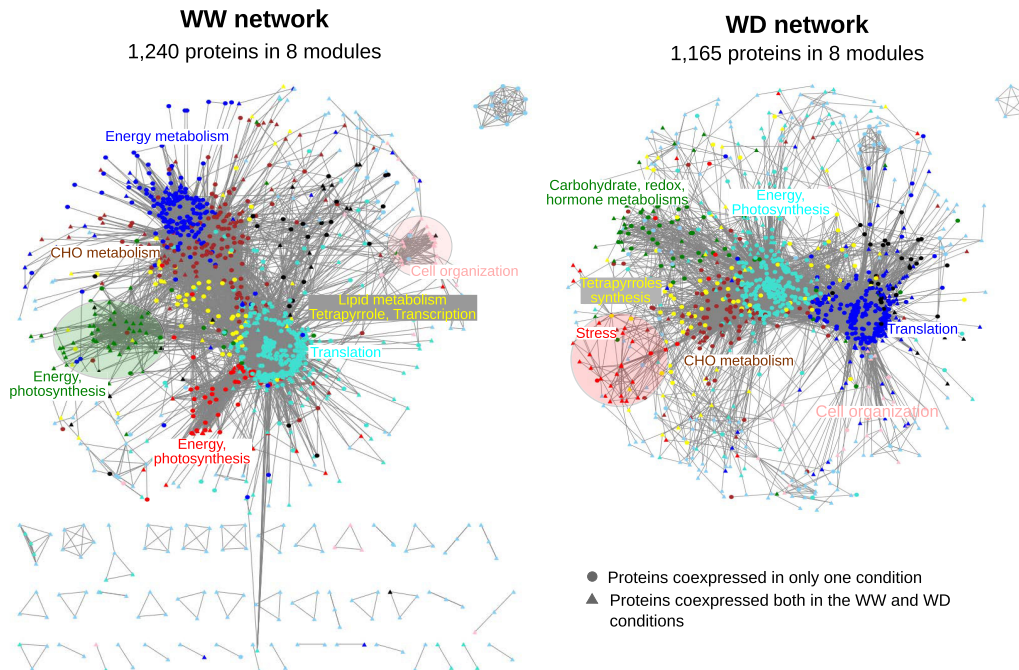 WW network
1,240 proteins in 8 modules
Energy metabolism
CHO metabolism
Cell organization
Lipid metabolism
Tetrapyrrole, Transcription
Translation
Energy,
photosynthesis
Energy,
photosynthesis
WD network
1,165 proteins in 8 modules
Carbohydrate, redox,
hormone metabolisms
Energy,
Photosynthesis
Tetrapyrroles
synthesis
Stress
Translation
CHO metabolism
Cell organization
Proteins coexpressed in only one condition
Proteins coexpressed both in the WW and WD
conditions